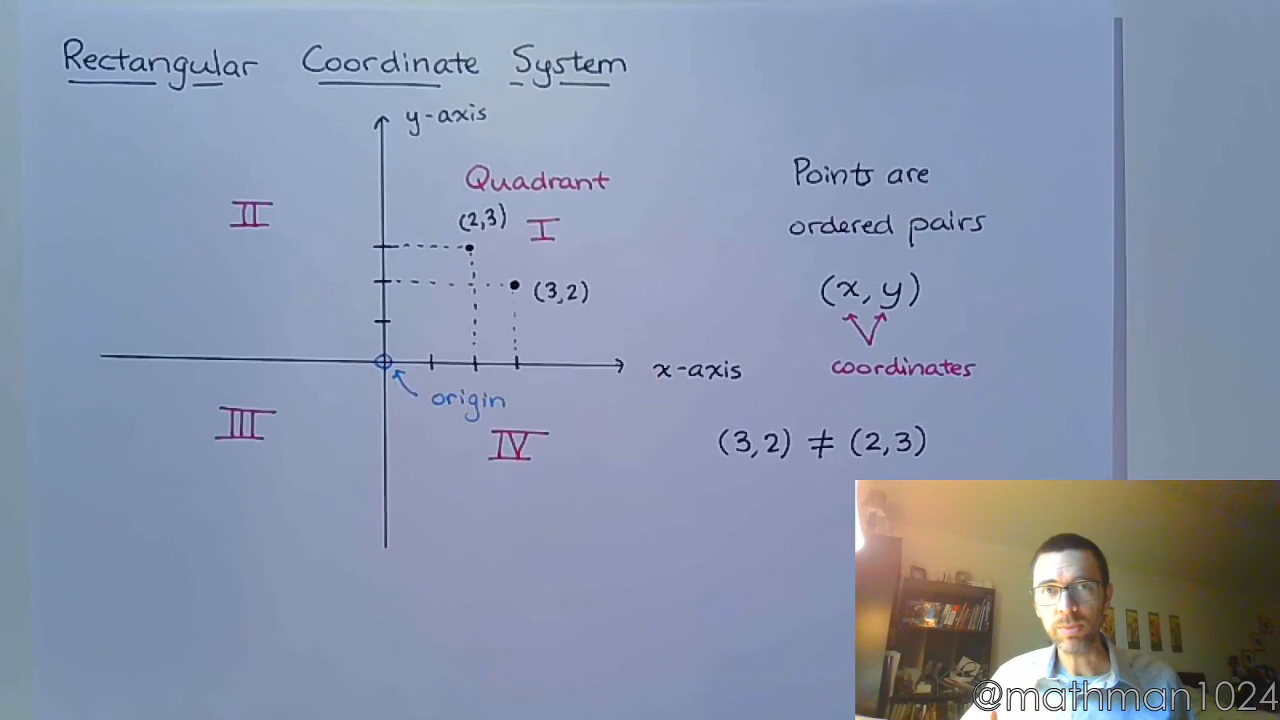 Rectangular Coordinate System
y-axis
Quadrant
I
II
(2,3)
(3,2)
x-axis
origin
III
IV
Points are
ordered pairs
(x, y)
coordinates
(3,2) ≠ (2,3)
@mathman1024